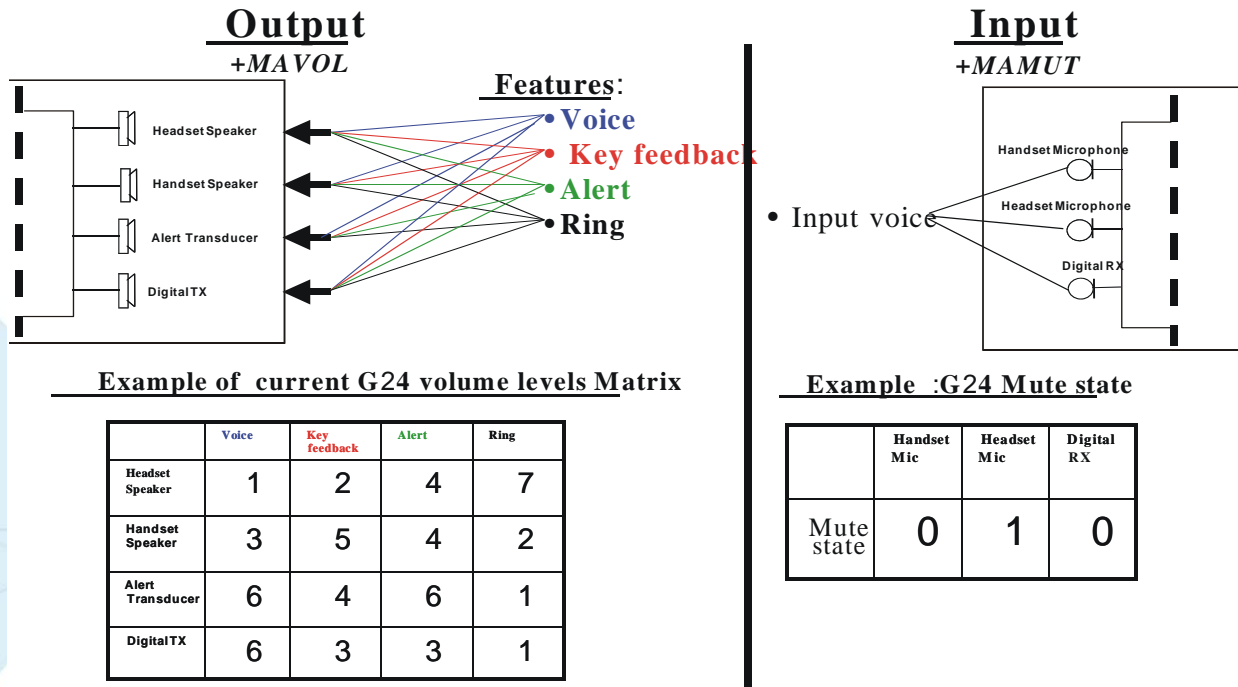 Output
+MAVOL
Headset Speaker
Handset Speaker
Alert Transducer
Digital TX
Features:
• Voice
• Key feedback
• Alert
• Ring
Example of current G24 volume levels Matrix
Voice Key feedback Alert Ring
Headset Speaker 1 2 4 7
Handset Speaker 3 5 4 2
Alert Transducer 6 4 6 1
Digital TX 6 3 3 1
Input
+MAMUT
• Input voice
Handset Microphone
Headset Microphone
Digital RX
Example :G24 Mute state
Handset Mic Headset Mic Digital RX
Mute state 0 1 0